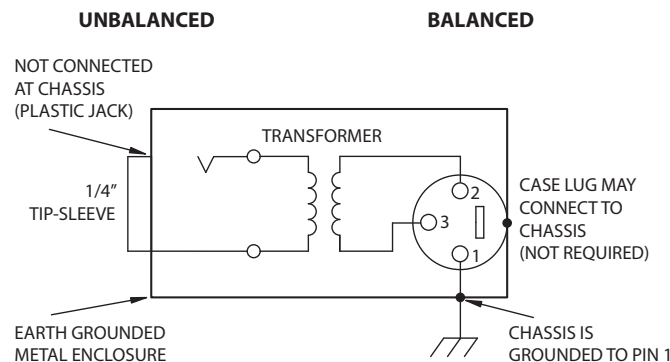 UNBALANCED
BALANCED
NOT CONNECTED
AT CHASSIS
(PLASTIC JACK)
TRANSFORMER
1/4"
TIP-SLEEVE
2
3
1
CASE LUG MAY
CONNECT TO
CHASSIS
(NOT REQUIRED)
EARTH GROUNDED
METAL ENCLOSURE
CHASSIS IS
GROUNDED TO PIN 1